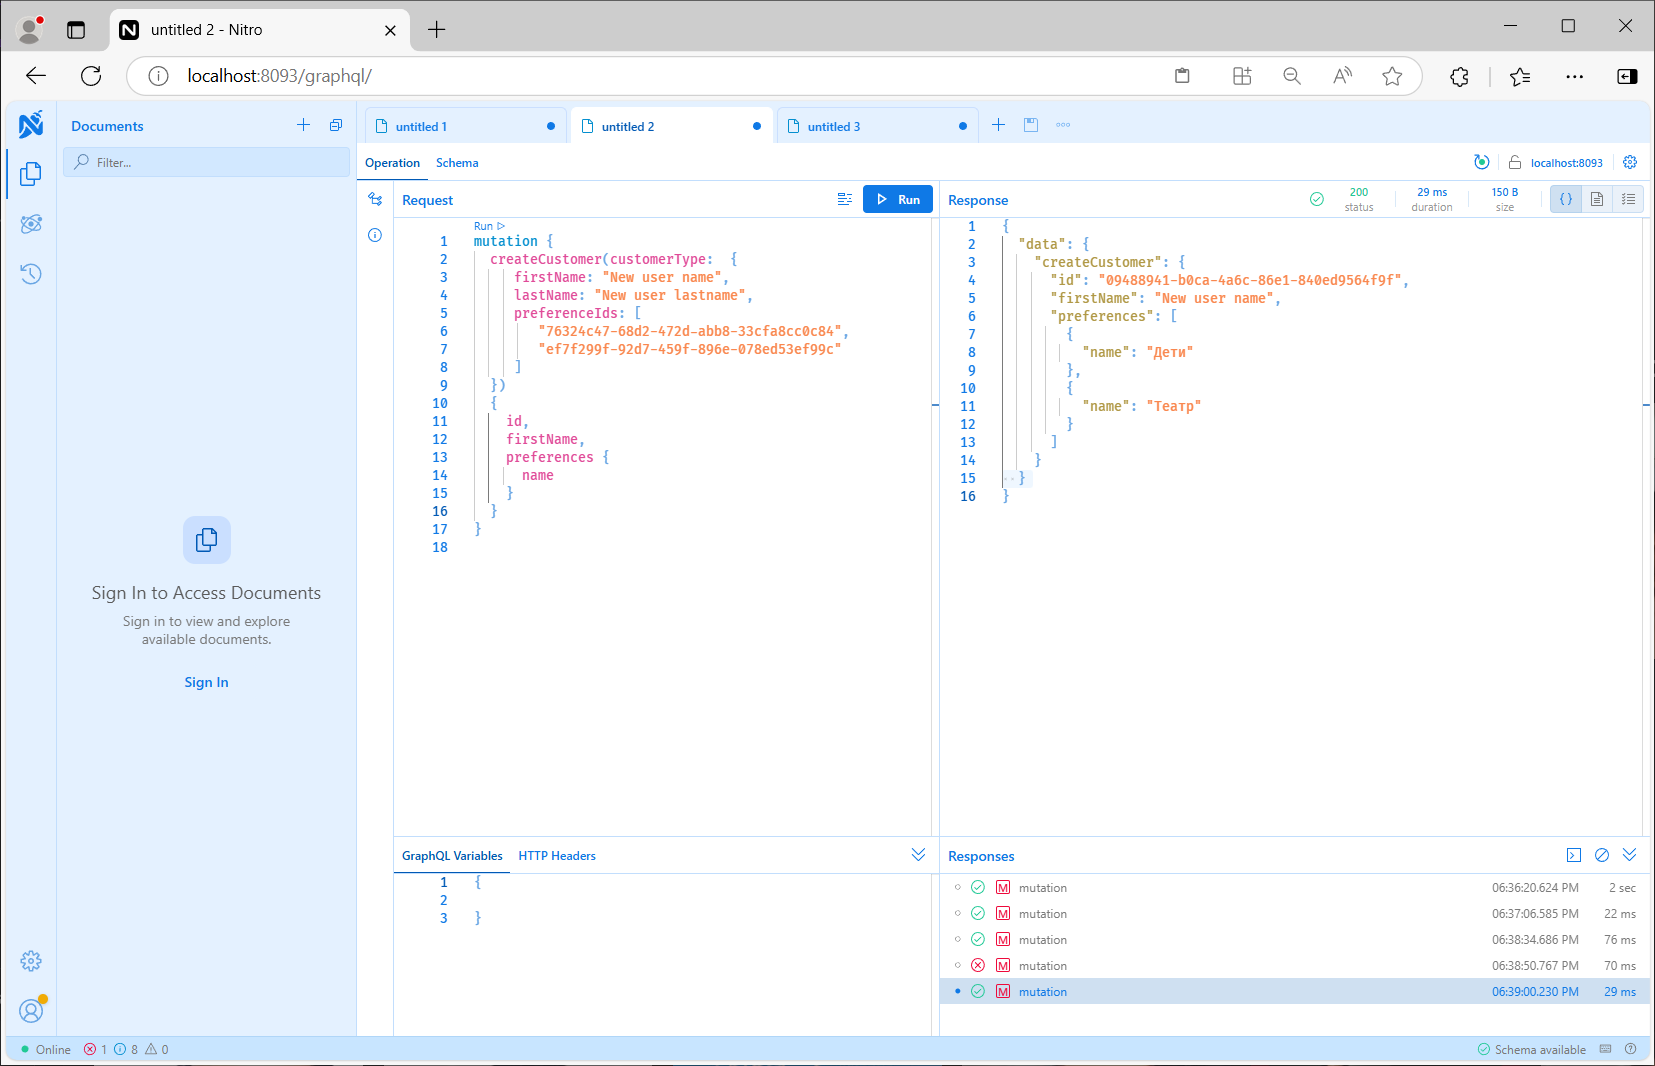 untitled 2 - Nitro
localhost:8093/graphql/
Documents
Filter...
Sign In to Access Documents
Sign in to view and explore
available documents.
Sign In
untitled 1
untitled 2
untitled 3
Operation
Schema
localhost:8093
Request
Run
Run
1 mutation {
2 createCustomer(customerType: {
3 firstName: "New user name",
4 lastName: "New user lastname",
5 preferenceIds: [
6 "76324c47-68d2-472d-abb8-33cfa8cc0c84",
7 "ef7f299f-92d7-459f-896e-078ed53ef99c"
8 ]
9 })
10 {
11 id,
12 firstName,
13 preferences {
14 name
15 }
16 }
17 }
18
Response
200
status
29 ms
duration
150 B
size
1 {
2 "data": {
3 "createCustomer": {
4 "id": "09488941-b0ca-4a6c-86e1-840ed9564f9f",
5 "firstName": "New user name",
6 "preferences": [
7 {
8 "name": "Дети"
9 },
10 {
11 "name": "Театр"
12 }
13 ]
14 }
15 }
16 }
GraphQL Variables
HTTP Headers
1 {
2
3 }
Responses
M mutation 06:36:20.624 PM 2 sec
M mutation 06:37:06.585 PM 22 ms
M mutation 06:38:34.686 PM 76 ms
M mutation 06:38:50.767 PM 70 ms
M mutation 06:39:00.230 PM 29 ms
Online 1 8 0
Schema available